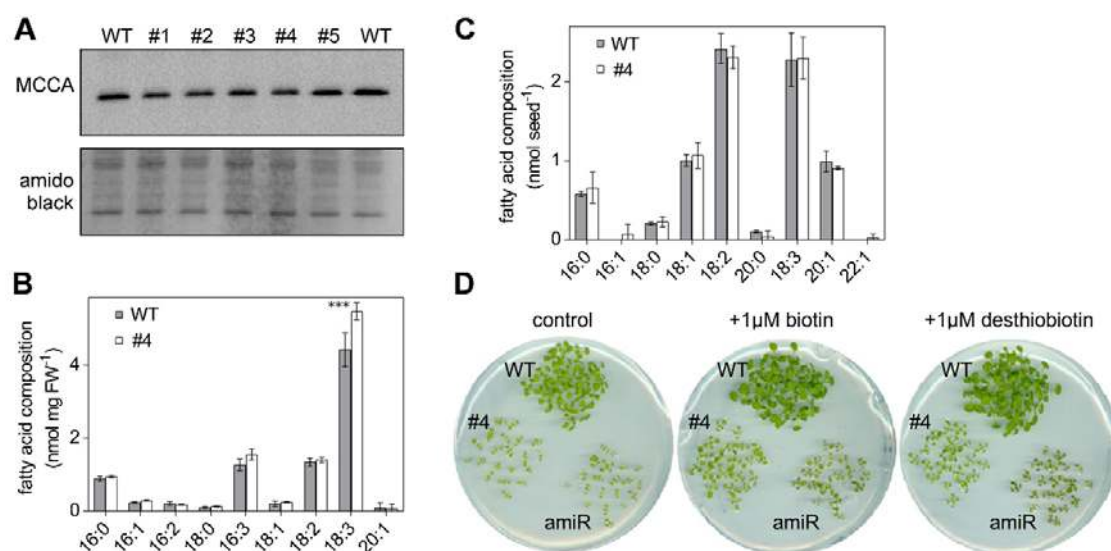 A
WT #1 #2 #3 #4 #5 WT
MCCA
amido
black
B
fatty acid composition
(nmol mg FW⁻¹)
WT
#4
***
4
2
0
16:0 16:1 16:2 18:0 16:3 18:1 18:2 18:3 20:1
C
fatty acid composition
(nmol seed⁻¹)
WT
#4
2
1
0
16:0 16:1 18:0 18:1 18:2 20:0 18:3 20:1 22:1
D
control +1µM biotin +1µM desthiobiotin
WT WT WT
#4 #4 #4
amiR amiR amiR